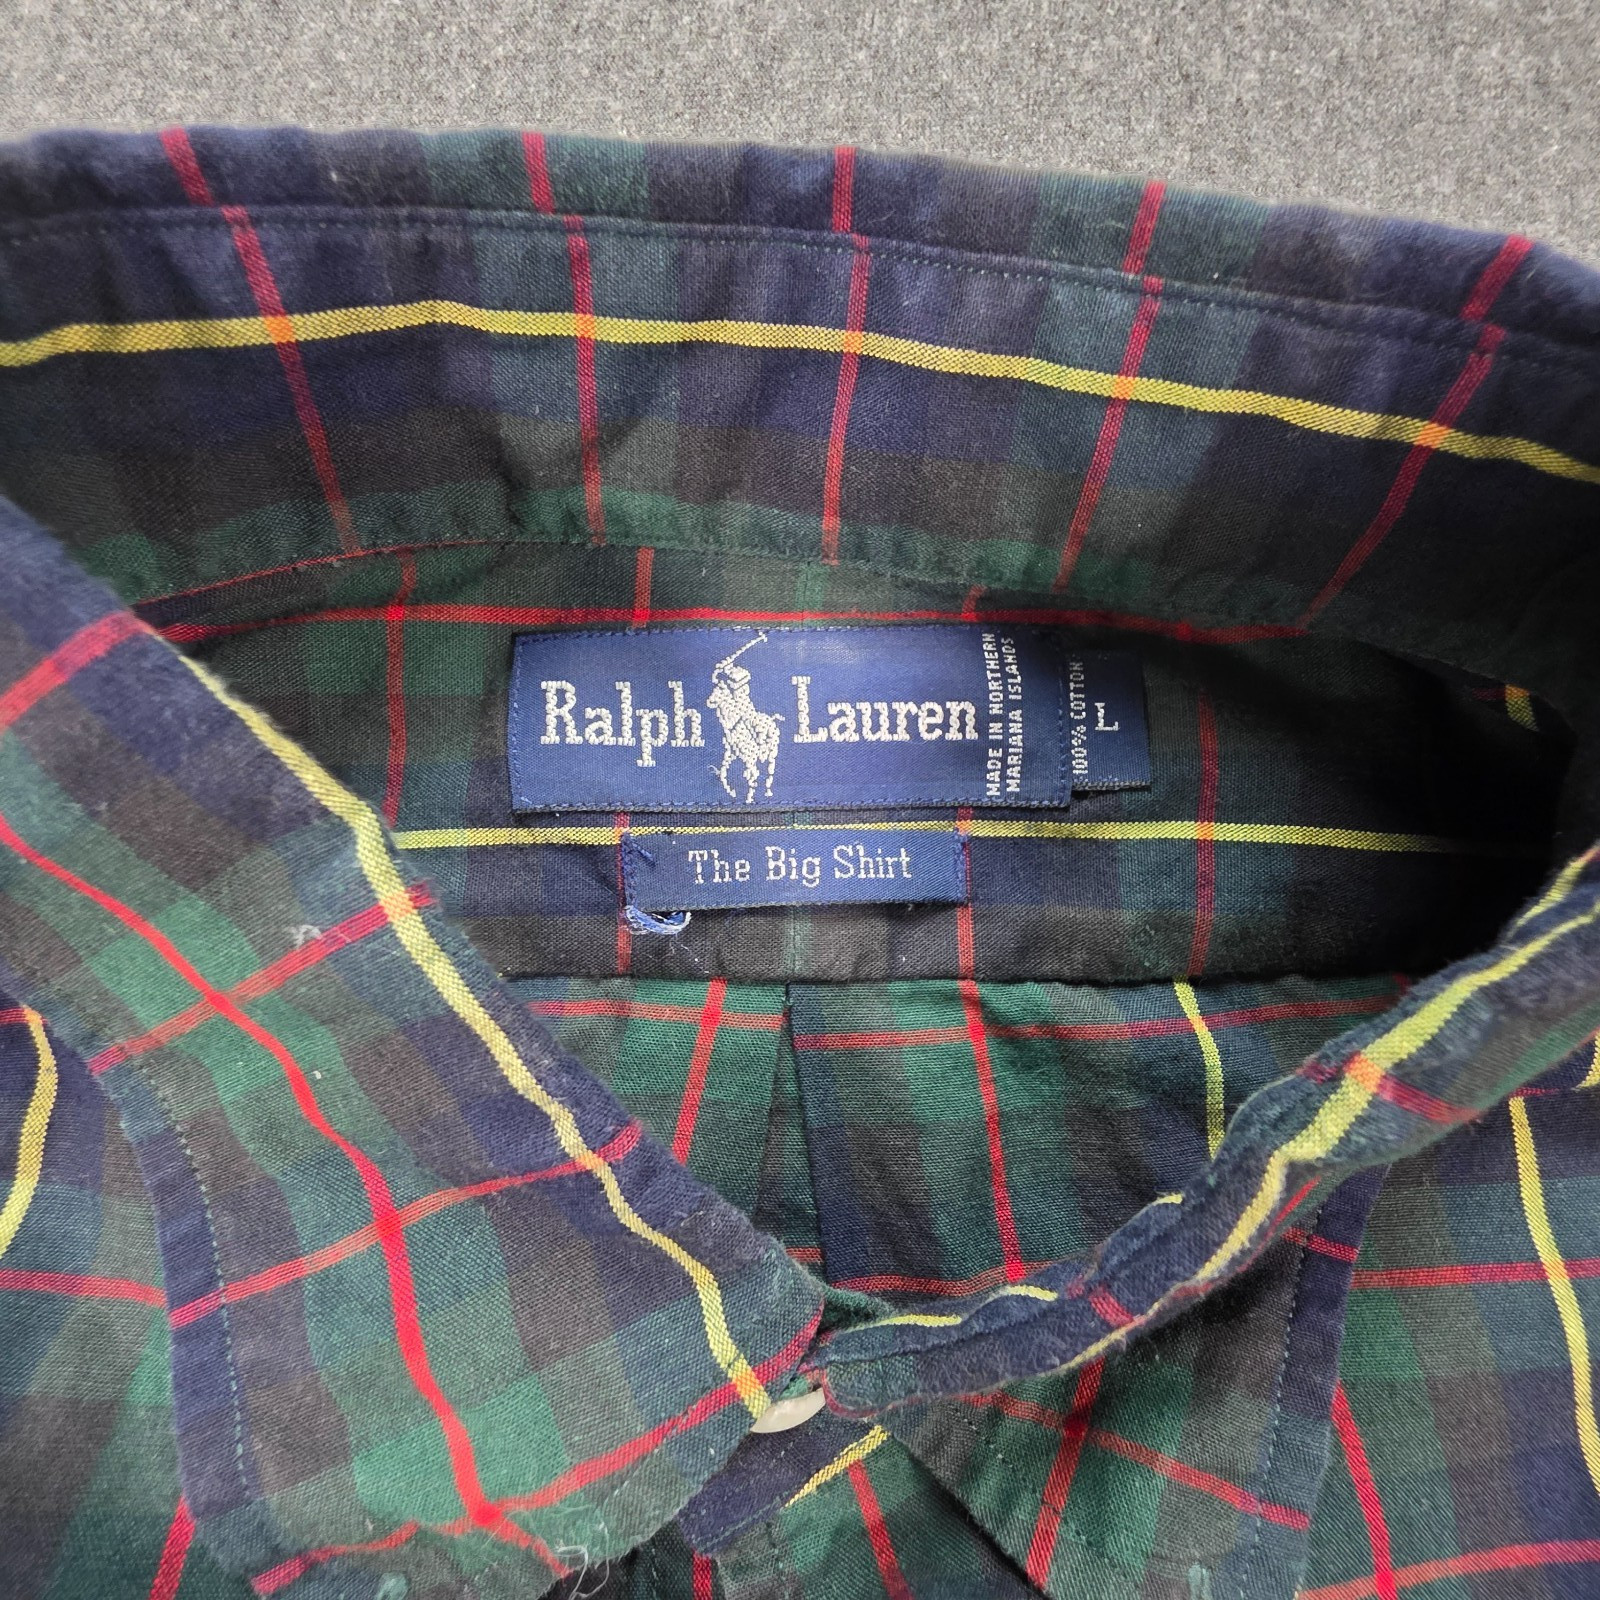 Ralph Lauren
MADE IN NORTHERN
MARIANA ISLANDS
100% COTTON
L
The Big Shirt